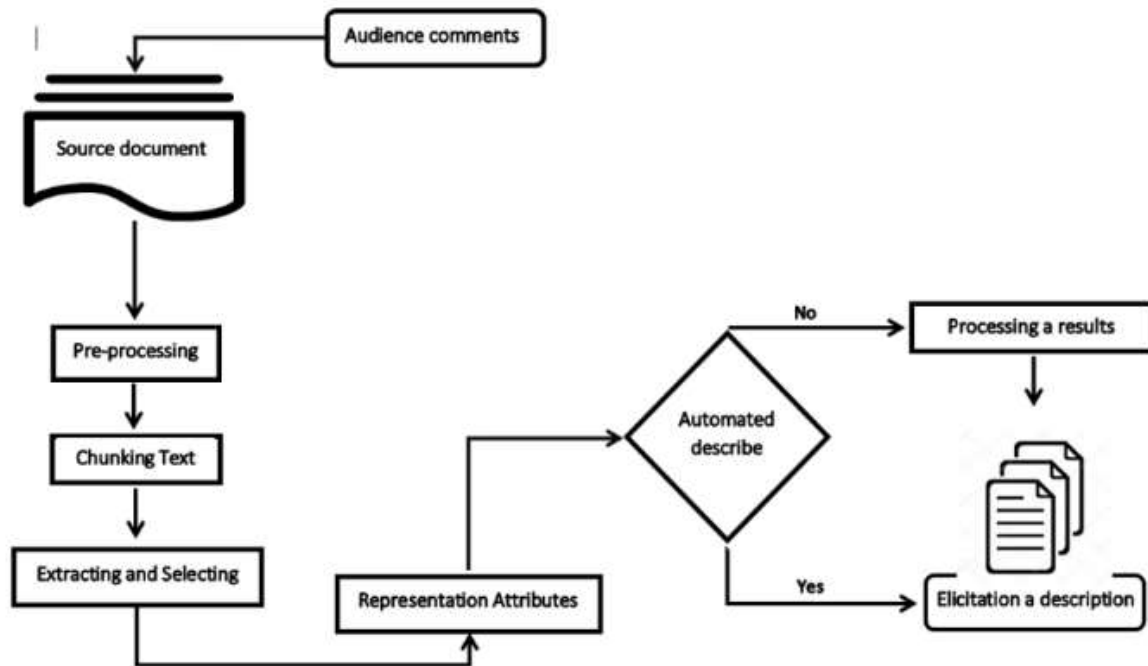 Audience comments
Source document
Pre-processing
Chunking Text
Extracting and Selecting
Representation Attributes
Automated
describe
No
Processing a results
Yes
Elicitation a description